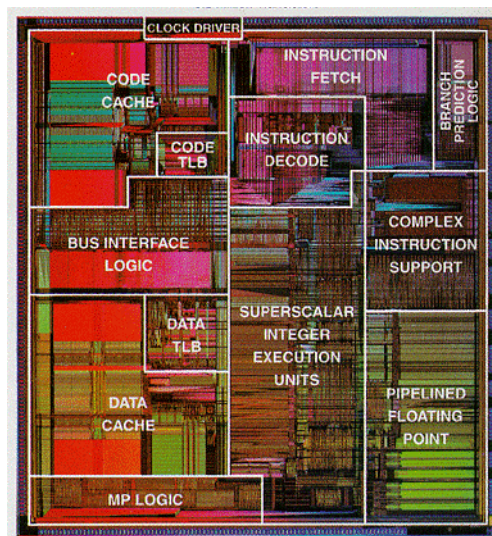 CLOCK DRIVER
CODE
CACHE
INSTRUCTION
FETCH
BRANCH
PREDICTION
LOGIC
CODE
TLB
INSTRUCTION
DECODE
BUS INTERFACE
LOGIC
COMPLEX
INSTRUCTION
SUPPORT
DATA
TLB
SUPERSCALAR
INTEGER
EXECUTION
UNITS
DATA
CACHE
PIPELINED
FLOATING
POINT
MP LOGIC